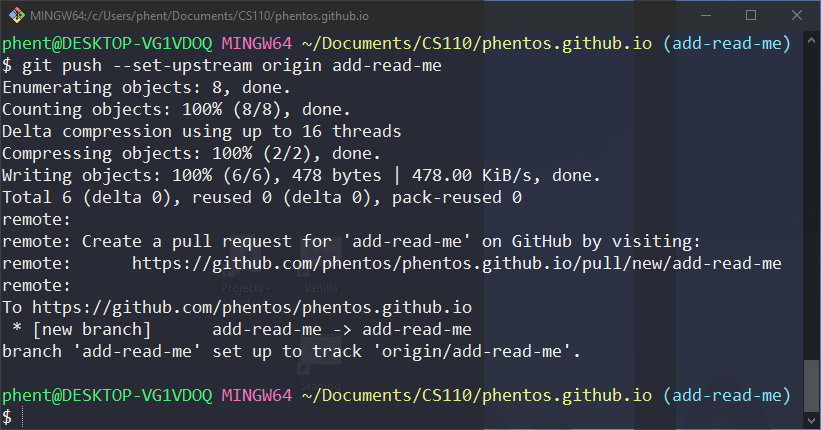 MINGW64:/c/Users/phent/Documents/CS110/phentos.github.io
phent@DESKTOP-VG1VDOQ MINGW64 ~/Documents/CS110/phentos.github.io (add-read-me)
$ git push --set-upstream origin add-read-me
Enumerating objects: 8, done.
Counting objects: 100% (8/8), done.
Delta compression using up to 16 threads
Compressing objects: 100% (2/2), done.
Writing objects: 100% (6/6), 478 bytes | 478.00 KiB/s, done.
Total 6 (delta 0), reused 0 (delta 0), pack-reused 0
remote:
remote: Create a pull request for 'add-read-me' on GitHub by visiting:
remote:      https://github.com/phentos/phentos.github.io/pull/new/add-read-me
remote:
To https://github.com/phentos/phentos.github.io
 * [new branch]      add-read-me -> add-read-me
branch 'add-read-me' set up to track 'origin/add-read-me'.
phent@DESKTOP-VG1VDOQ MINGW64 ~/Documents/CS110/phentos.github.io (add-read-me)
$
Projects -
Vanilla